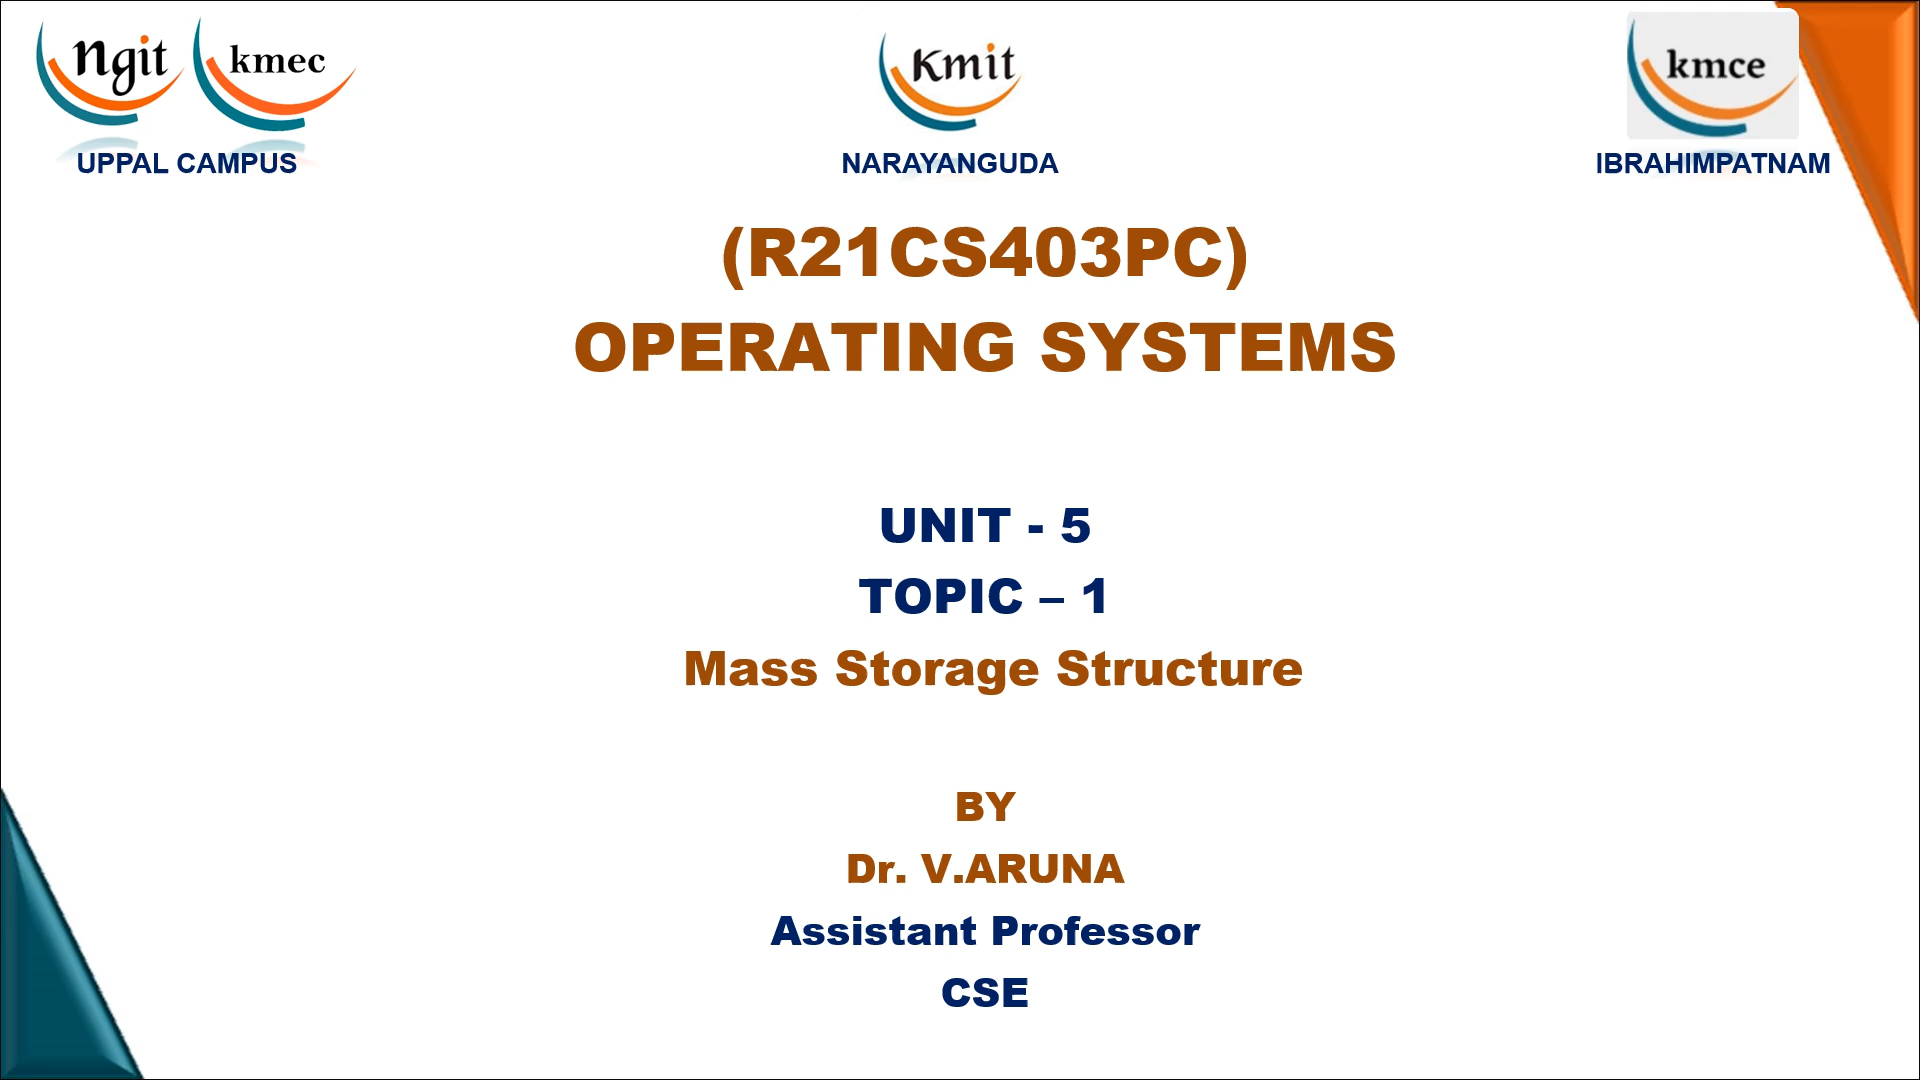 Ngit kmec Kmit kmce
UPPAL CAMPUS NARAYANGUDA IBRAHIMPATNAM
(R21CS403PC)
OPERATING SYSTEMS
UNIT - 5
TOPIC – 1
Mass Storage Structure
BY
Dr. V.ARUNA
Assistant Professor
CSE